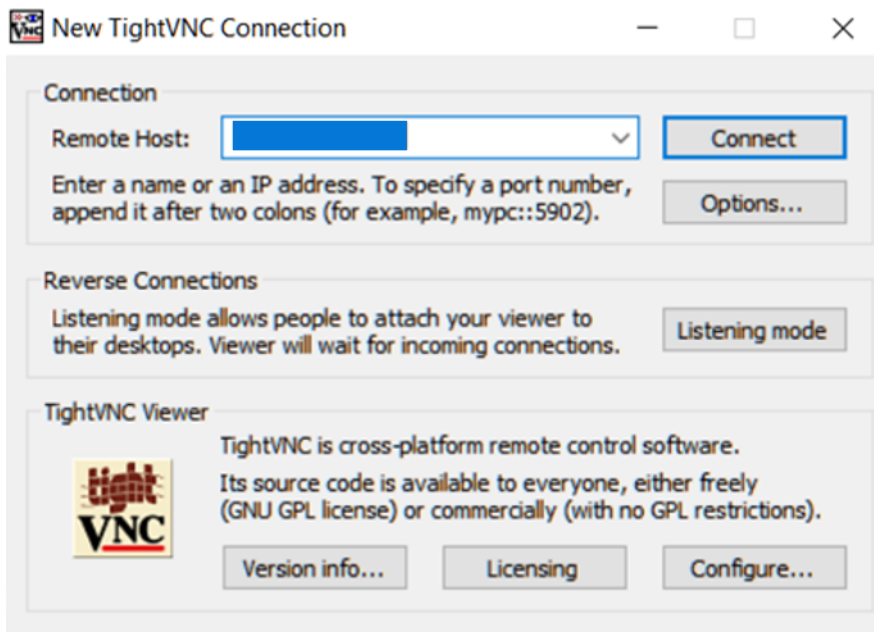 New TightVNC Connection
Connection
Remote Host:
Connect
Enter a name or an IP address. To specify a port number,
append it after two colons (for example, mypc::5902).
Options...
Reverse Connections
Listening mode allows people to attach your viewer to
their desktops. Viewer will wait for incoming connections.
Listening mode
TightVNC Viewer
tight
VNC
TightVNC is cross-platform remote control software.
Its source code is available to everyone, either freely
(GNU GPL license) or commercially (with no GPL restrictions).
Version info...
Licensing
Configure...